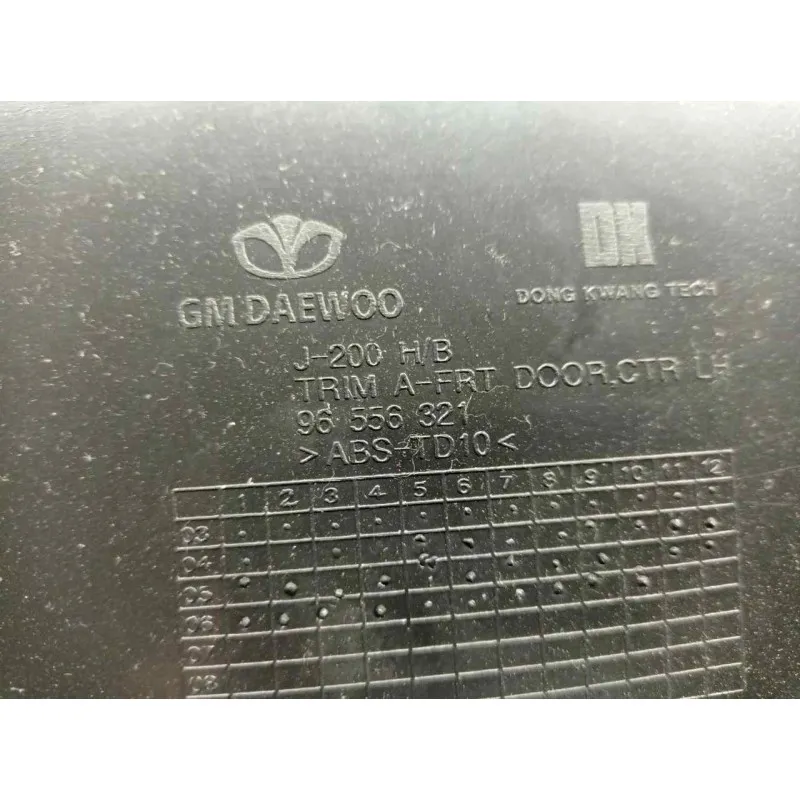 DK
GM DAEWOO
DONG KWANG TECH
J-200 H/B
TRIM A-FRT DOOR,CTR LH
96 556 321
>ABS-TD10<
1 2 3 4 5 6 7 8 9 10 11 12
03
04
05
06
07
08